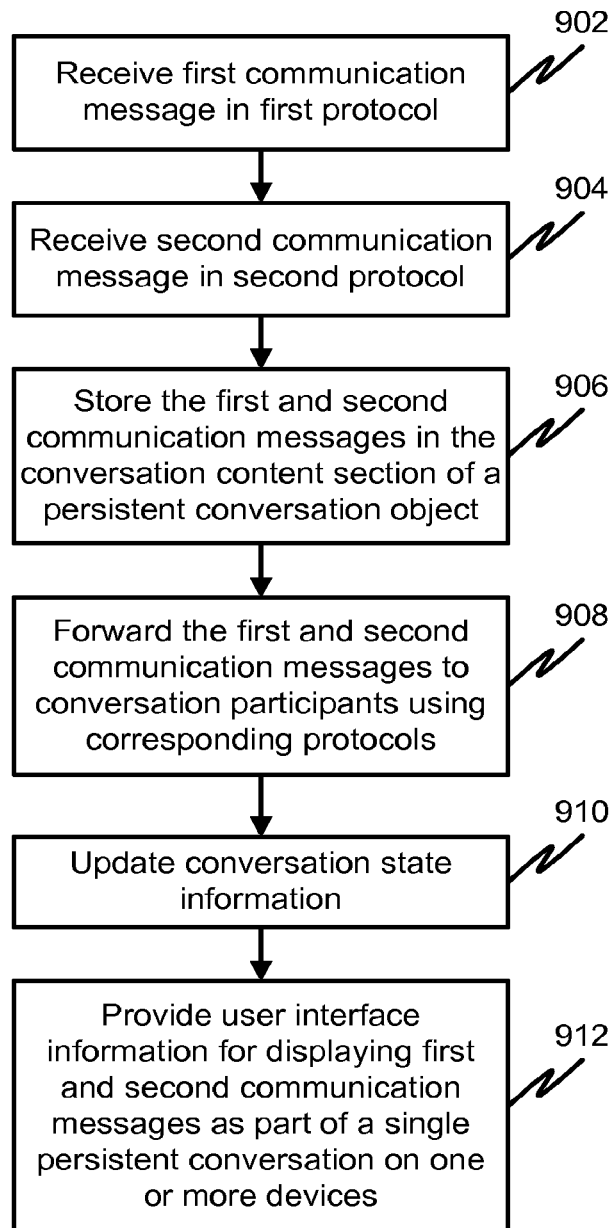 902
Receive first communication
message in first protocol
904
Receive second communication
message in second protocol
906
Store the first and second
communication messages in the
conversation content section of a
persistent conversation object
908
Forward the first and second
communication messages to
conversation participants using
corresponding protocols
910
Update conversation state
information
912
Provide user interface
information for displaying first
and second communication
messages as part of a single
persistent conversation on one
or more devices